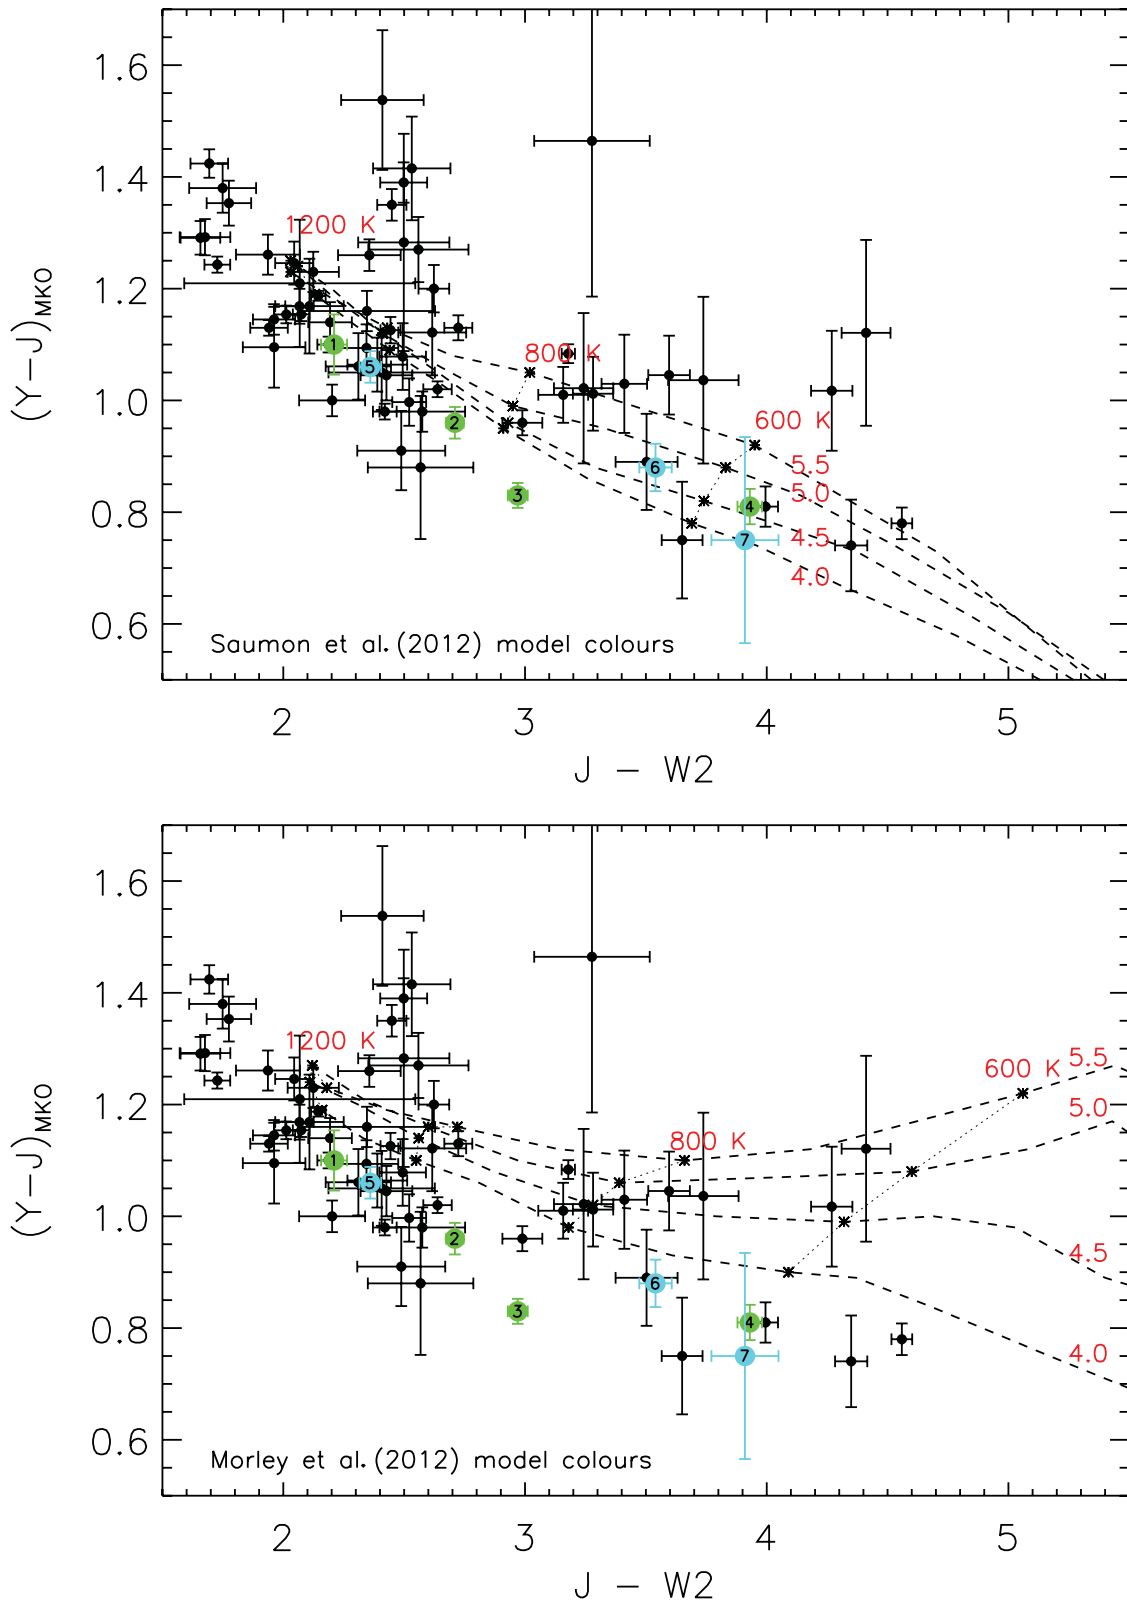 1.6
1.4
1200 K
1.2
1
800 K
5
1.0
600 K
2
5.5
6
5.0
3
4
0.8
4.5
7
4.0
0.6
Saumon et al. (2012) model colours
(Y−J)MKO
2 3 4 5
J − W2
1.6
1.4
1200 K
5.5
600 K
1.2
5.0
800 K
1
5
1.0
2
4.5
6
3
4
0.8
7
4.0
0.6
Morley et al. (2012) model colours
(Y−J)MKO
2 3 4 5
J − W2